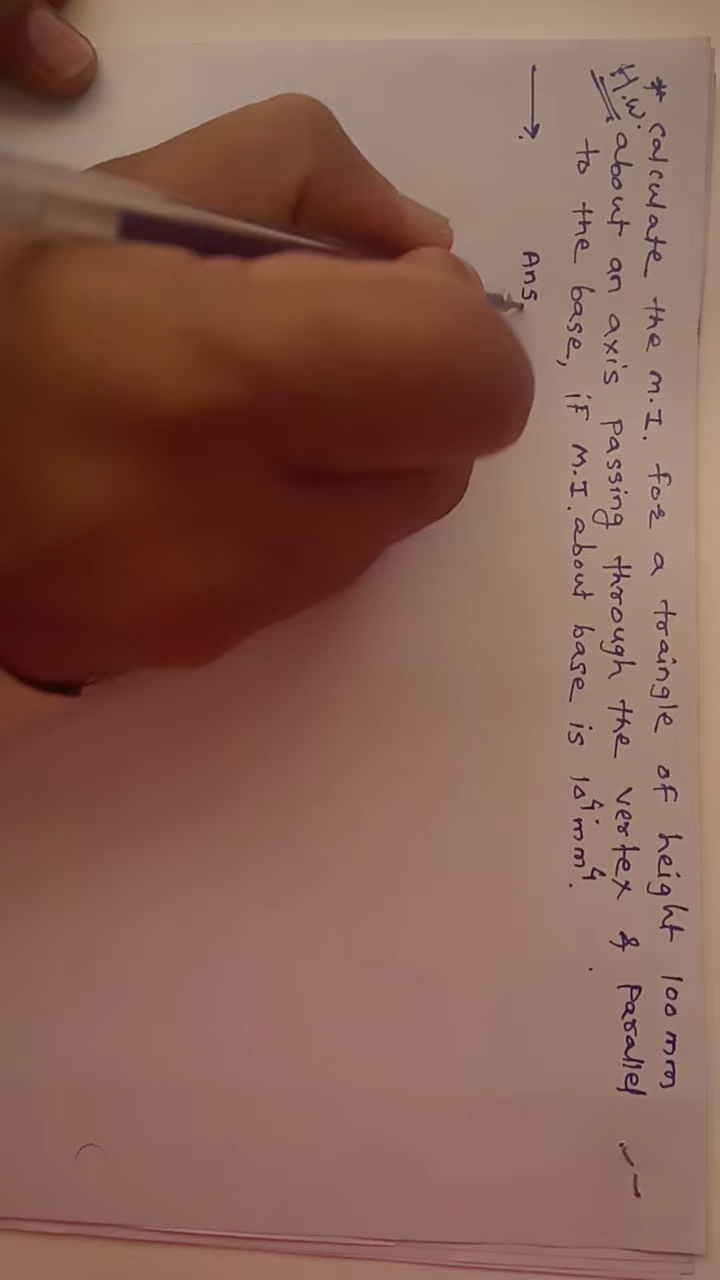 * calculate the M.I. for a traingle of height 100 mm
H.W. about an axis passing through the vertex & parallel
to the base, if M.I. about base is 10⁴ mm⁴.
→ Ans